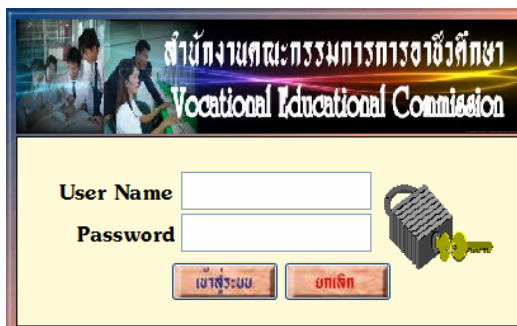 สำนักงานคณะกรรมการการอาชีวศึกษา
Vocational Educational Commission
User Name
Password
เข้าสู่ระบบ ยกเลิก